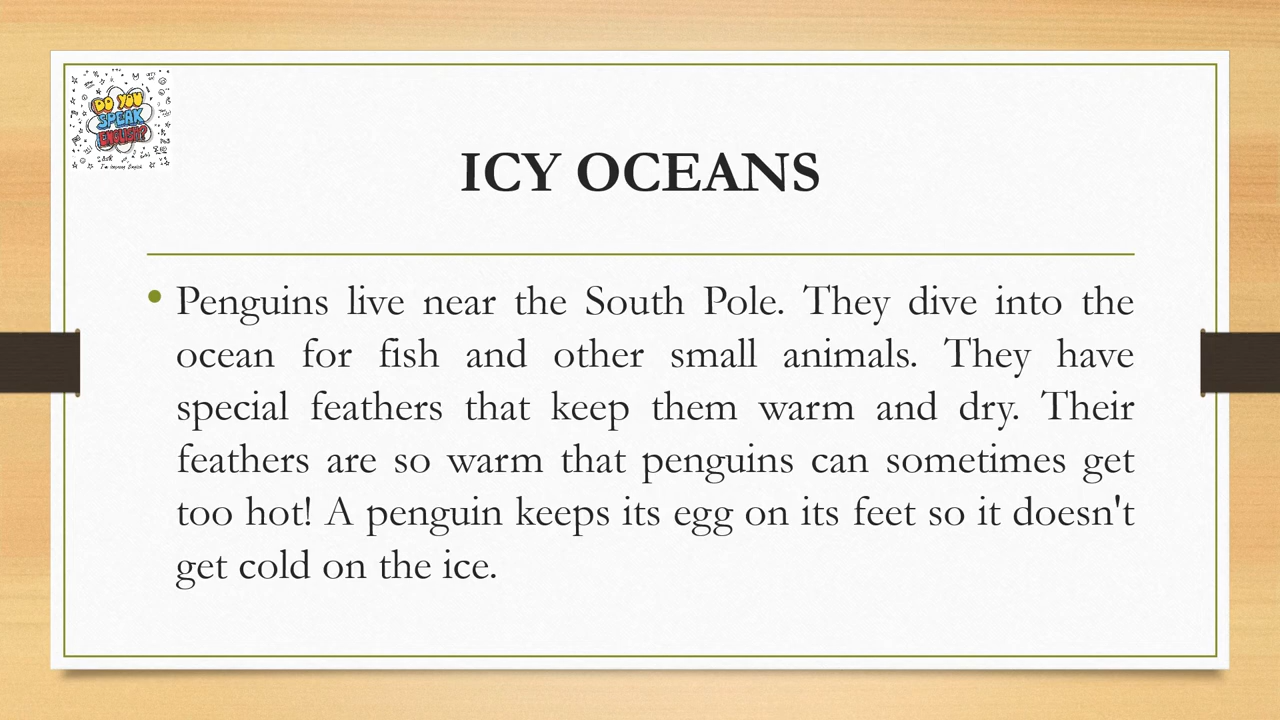 DO YOU
SPEAK
ENGLISH?
ICY OCEANS
• Penguins live near the South Pole. They dive into the
ocean for fish and other small animals. They have
special feathers that keep them warm and dry. Their
feathers are so warm that penguins can sometimes get
too hot! A penguin keeps its egg on its feet so it doesn't
get cold on the ice.